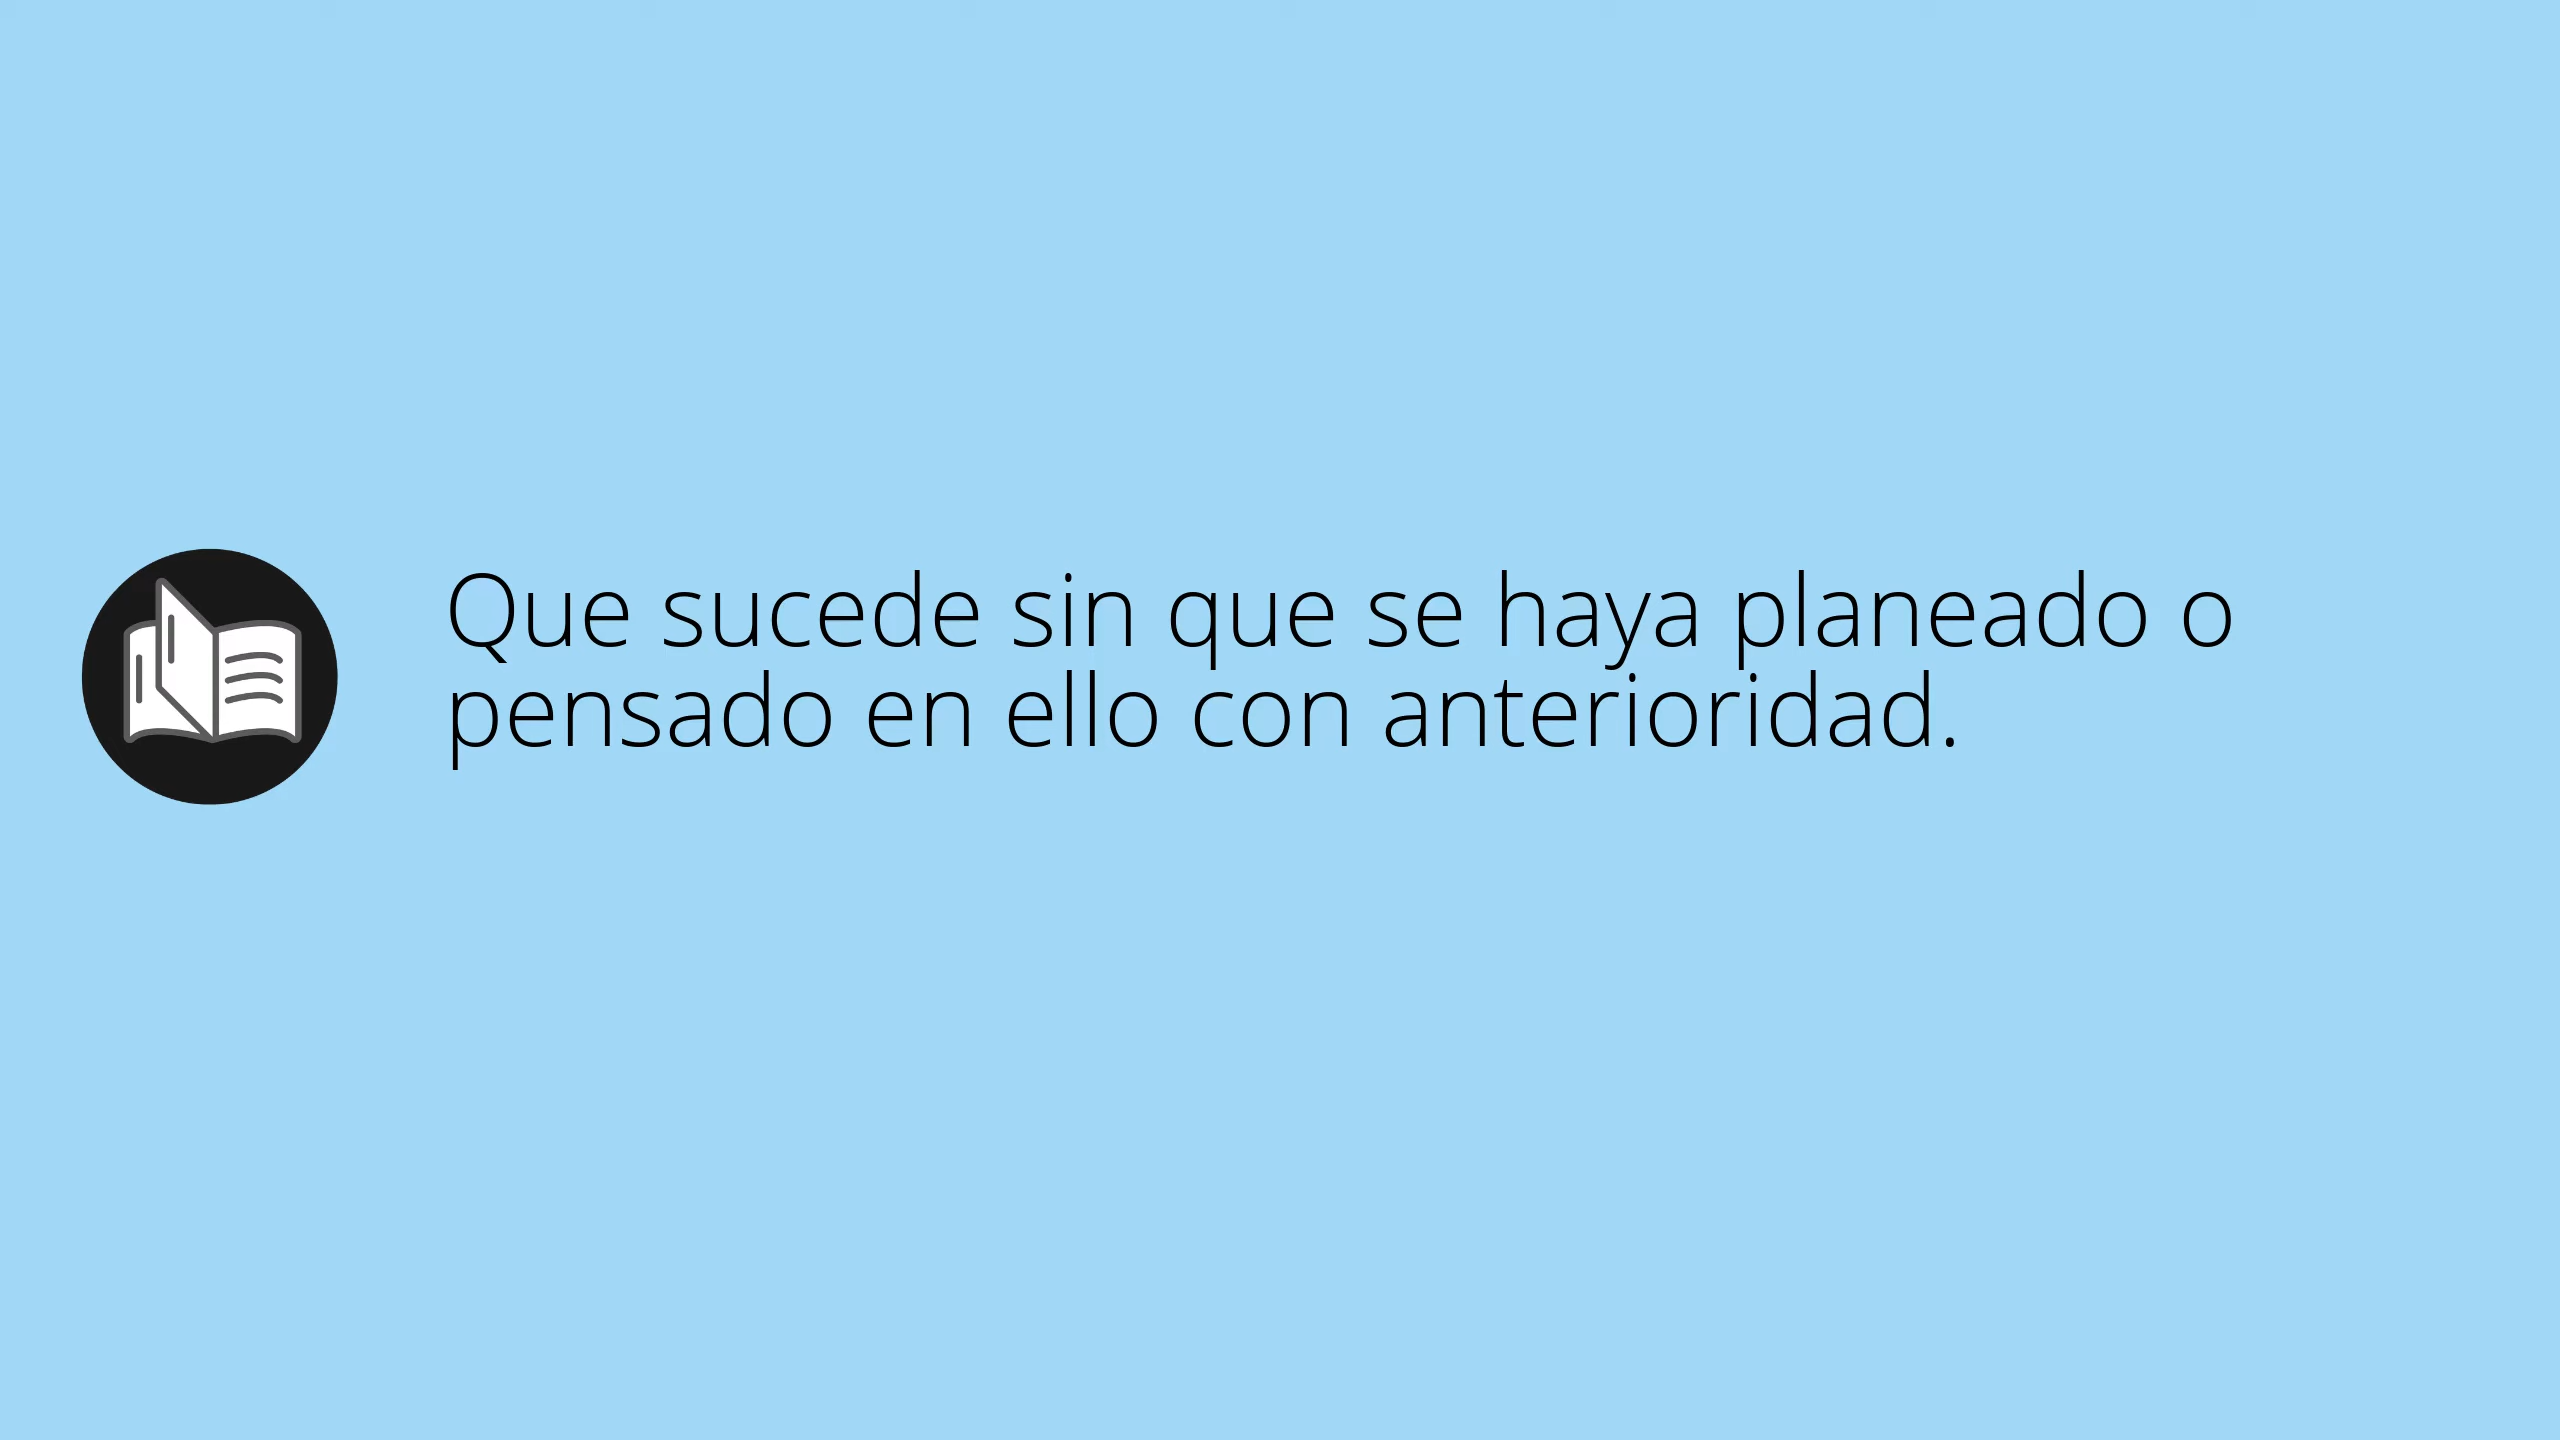 Que sucede sin que se haya planeado o
pensado en ello con anterioridad.